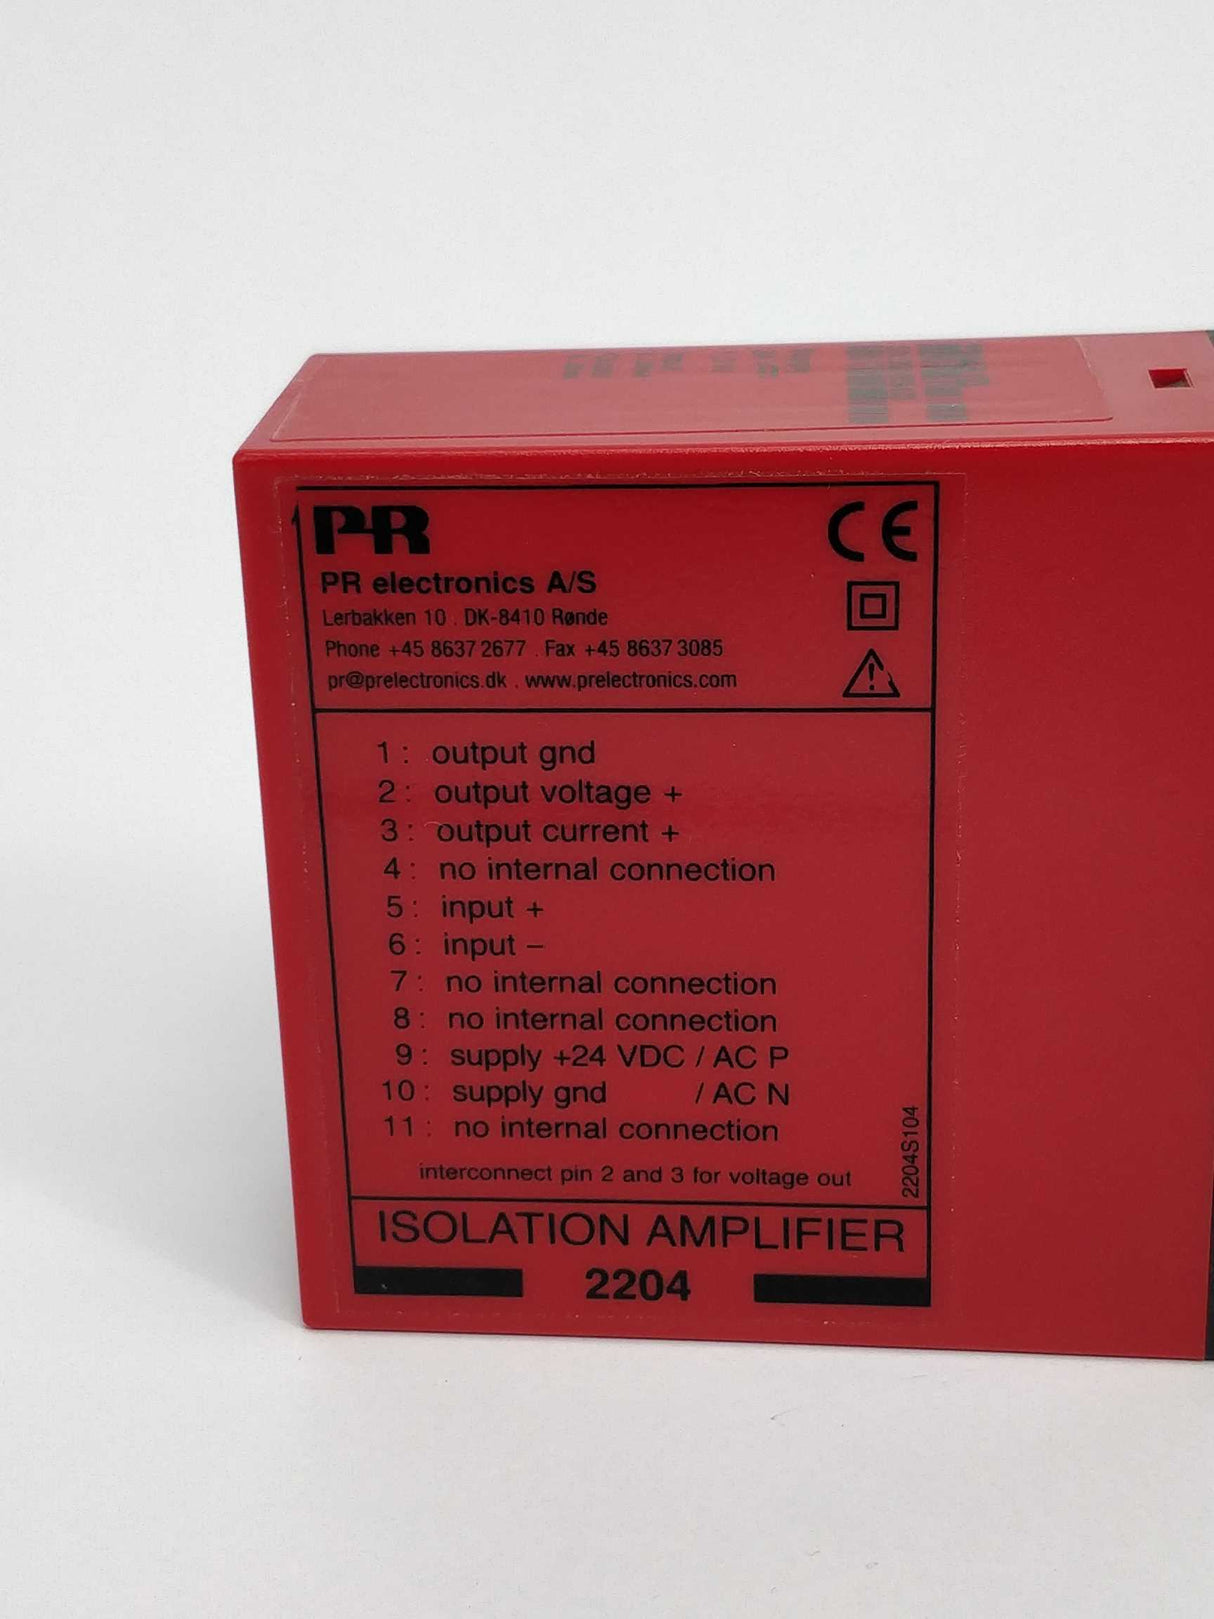 PR
CE
PR electronics A/S
Lerbakken 10 . DK-8410 Rønde
Phone +45 8637 2677 . Fax +45 8637 3085
pr@prelectronics.dk . www.prelectronics.com
1 : output gnd
2 : output voltage +
3 : output current +
4 : no internal connection
5 : input +
6 : input –
7 : no internal connection
8 : no internal connection
9 : supply +24 VDC / AC P
10 : supply gnd / AC N
11 : no internal connection
interconnect pin 2 and 3 for voltage out
2204S104
ISOLATION AMPLIFIER
2204